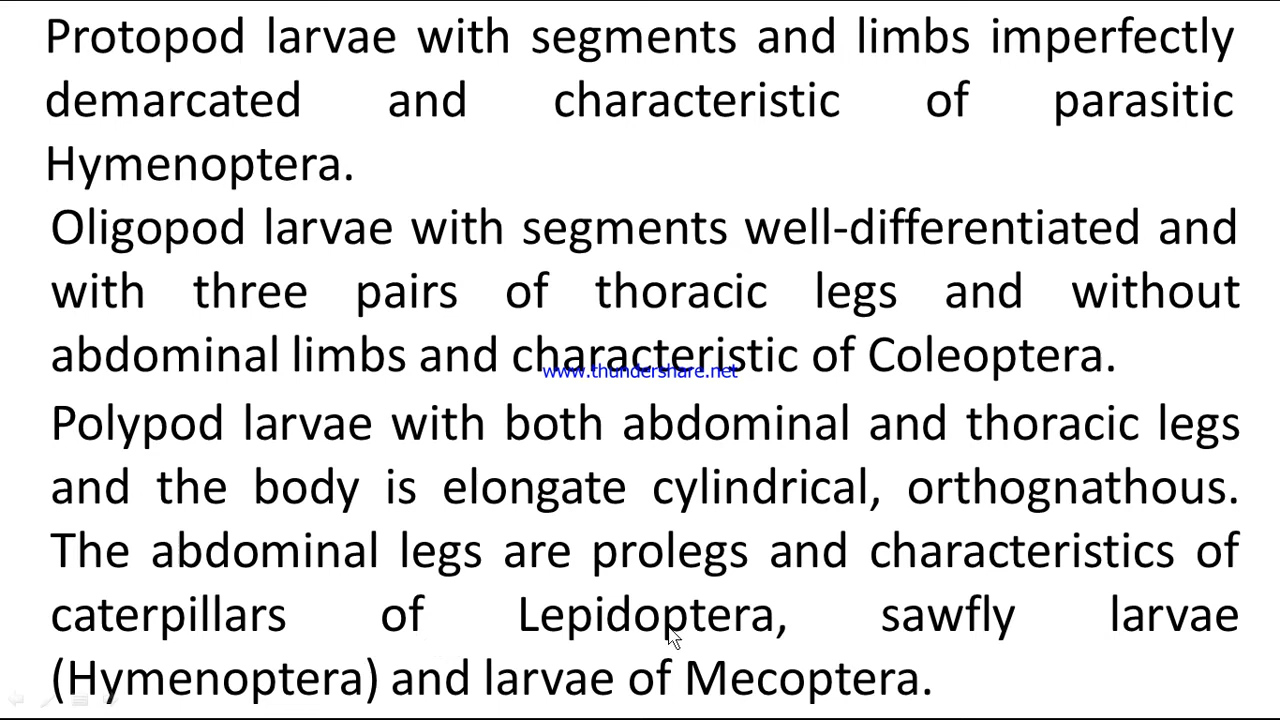 Protopod larvae with segments and limbs imperfectly
demarcated and characteristic of parasitic
Hymenoptera.
Oligopod larvae with segments well-differentiated and
with three pairs of thoracic legs and without
abdominal limbs and characteristic of Coleoptera.
www.thundershare.net
Polypod larvae with both abdominal and thoracic legs
and the body is elongate cylindrical, orthognathous.
The abdominal legs are prolegs and characteristics of
caterpillars of Lepidoptera, sawfly larvae
(Hymenoptera) and larvae of Mecoptera.